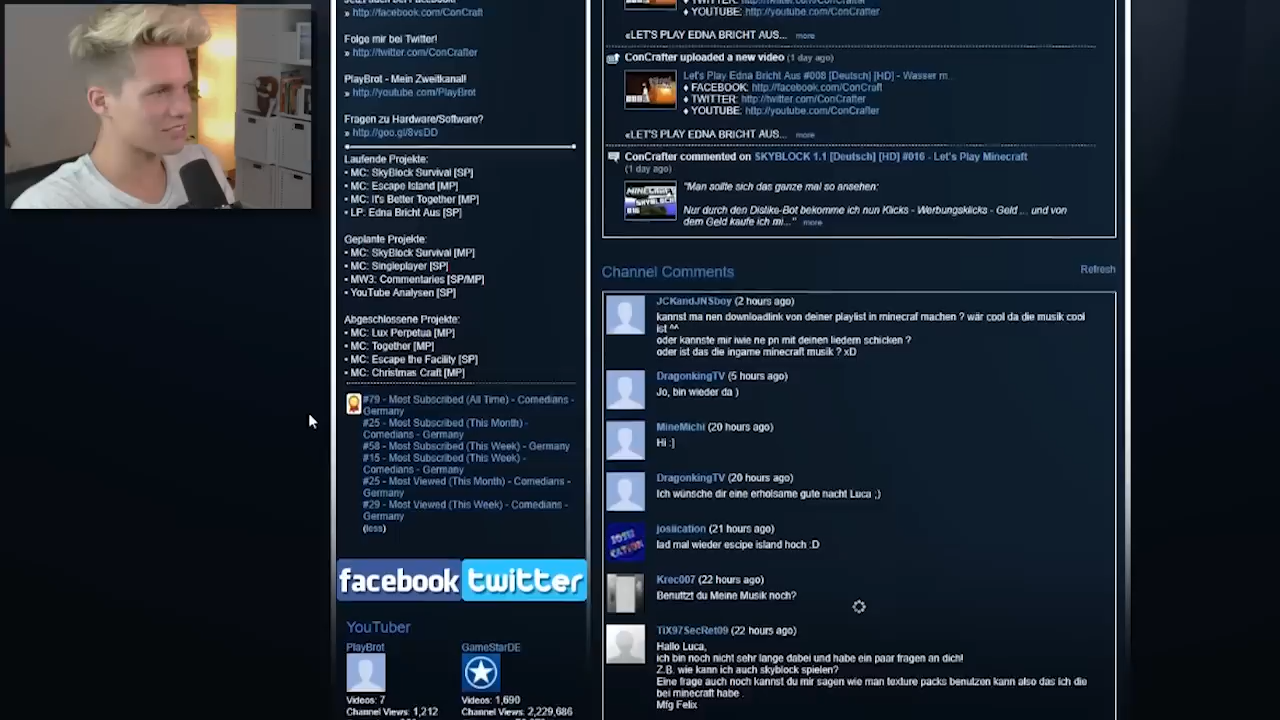 » http://facebook.com/ConCraft
Folge mir bei Twitter!
» http://twitter.com/ConCrafter
PlayBrot - Mein Zweitkanal!
» http://youtube.com/PlayBrot
Fragen zu Hardware/Software?
» http://goo.gl/8vsDD
Laufende Projekte:
• MC: SkyBlock Survival [SP]
• MC: Escape Island [MP]
• MC: It's Better Together [MP]
• LP: Edna Bricht Aus [SP]
Geplante Projekte:
• MC: SkyBlock Survival [MP]
• MC: Singleplayer [SP]
• MW3: Commentaries [SP/MP]
• YouTube Analysen [SP]
Abgeschlossene Projekte:
• MC: Lux Perpetua [MP]
• MC: Together [MP]
• MC: Escape the Facility [SP]
• MC: Christmas Craft [MP]
#79 - Most Subscribed (All Time) - Comedians -
Germany
#25 - Most Subscribed (This Month) -
Comedians - Germany
#58 - Most Subscribed (This Week) - Germany
#15 - Most Subscribed (This Week) -
Comedians - Germany
#25 - Most Viewed (This Month) - Comedians -
Germany
#29 - Most Viewed (This Week) - Comedians -
Germany
(less)
facebook twitter
YouTuber
PlayBrot
Videos: 7
Channel Views: 1,212
GameStarDE
Videos: 1,690
Channel Views: 2,229,686
♦ TWITTER: http://twitter.com/ConCrafter
♦ YOUTUBE: http://youtube.com/ConCrafter
«LET'S PLAY EDNA BRICHT AUS... more
ConCrafter uploaded a new video (1 day ago)
Let's Play Edna Bricht Aus #008 [Deutsch] [HD] - Wasser m...
♦ FACEBOOK: http://facebook.com/ConCraft
♦ TWITTER: http://twitter.com/ConCrafter
♦ YOUTUBE: http://youtube.com/ConCrafter
«LET'S PLAY EDNA BRICHT AUS... more
ConCrafter commented on SKYBLOCK 1.1 [Deutsch] [HD] #016 - Let's Play Minecraft
(1 day ago)
MINECRAFT
SKYBLOCK
016
"Man sollte sich das ganze mal so ansehen:
Nur durch den Dislike-Bot bekomme ich nun Klicks - Werbungsklicks - Geld ... und von
dem Geld kaufe ich mi..." more
Channel Comments
Refresh
JCKandJNSboy (2 hours ago)
kannst ma nen downloadlink von deiner playlist in minecraf machen ? wär cool da die musik cool
ist ^^
oder kannste mir iwie ne pn mit deinen liedern schicken ?
oder ist das die ingame minecraft musik ? xD
DragonkingTV (5 hours ago)
Jo, bin wieder da )
MineMichi (20 hours ago)
Hi :]
DragonkingTV (20 hours ago)
Ich wünsche dir eine erholsame gute nacht Luca ;)
josiication (21 hours ago)
lad mal wieder escipe island hoch :D
Krec007 (22 hours ago)
Benuttzt du Meine Musik noch?
TiX97SecRet09 (22 hours ago)
Hallo Luca,
ich bin noch nicht sehr lange dabei und habe ein paar fragen an dich!
Z.B. wie kann ich auch skyblock spielen?
Eine frage auch noch kannst du mir sagen wie man texture packs benutzen kann also das ich die
bei minecraft habe .
Mfg Felix